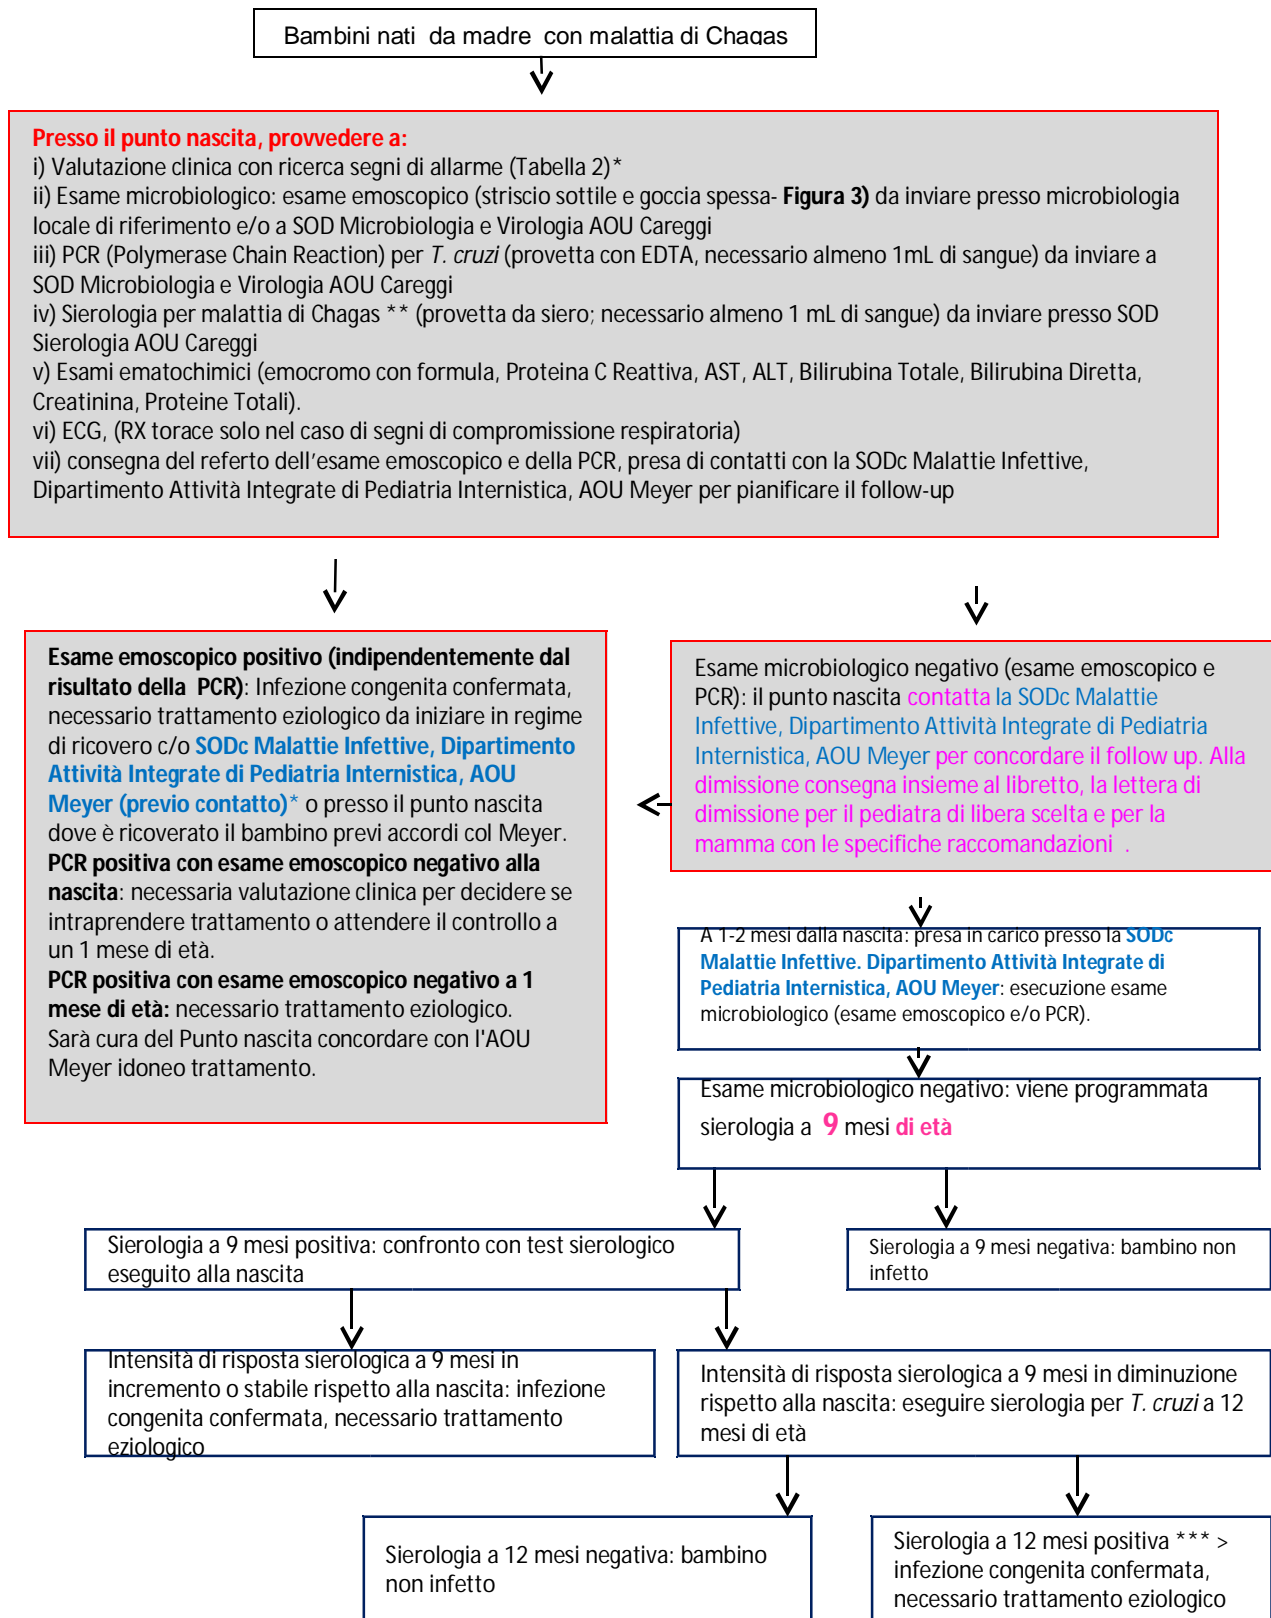 Bambini nati da madre con malattia di Chagas
Presso il punto nascita, provvedere a:
i) Valutazione clinica con ricerca segni di allarme (Tabella 2)*
ii) Esame microbiologico: esame emoscopico (striscio sottile e goccia spessa- Figura 3) da inviare presso microbiologia
locale di riferimento e/o a SOD Microbiologia e Virologia AOU Careggi
iii) PCR (Polymerase Chain Reaction) per T. cruzi (provetta con EDTA, necessario almeno 1mL di sangue) da inviare a
SOD Microbiologia e Virologia AOU Careggi
iv) Sierologia per malattia di Chagas ** (provetta da siero; necessario almeno 1 mL di sangue) da inviare presso SOD
Sierologia AOU Careggi
v) Esami ematochimici (emocromo con formula, Proteina C Reattiva, AST, ALT, Bilirubina Totale, Bilirubina Diretta,
Creatinina, Proteine Totali).
vi) ECG, (RX torace solo nel caso di segni di compromissione respiratoria)
vii) consegna del referto dell'esame emoscopico e della PCR, presa di contatti con la SODc Malattie Infettive,
Dipartimento Attività Integrate di Pediatria Internistica, AOU Meyer per pianificare il follow-up
Esame emoscopico positivo (indipendentemente dal
risultato della PCR): Infezione congenita confermata,
necessario trattamento eziologico da iniziare in regime
di ricovero c/o SODc Malattie Infettive, Dipartimento
Attività Integrate di Pediatria Internistica, AOU
Meyer (previo contatto)* o presso il punto nascita
dove è ricoverato il bambino previ accordi col Meyer.
PCR positiva con esame emoscopico negativo alla
nascita: necessaria valutazione clinica per decidere se
intraprendere trattamento o attendere il controllo a
un 1 mese di età.
PCR positiva con esame emoscopico negativo a 1
mese di età: necessario trattamento eziologico.
Sarà cura del Punto nascita concordare con l'AOU
Meyer idoneo trattamento.
Esame microbiologico negativo (esame emoscopico e
PCR): il punto nascita contatta la SODc Malattie
Infettive, Dipartimento Attività Integrate di Pediatria
Internistica, AOU Meyer per concordare il follow up. Alla
dimissione consegna insieme al libretto, la lettera di
dimissione per il pediatra di libera scelta e per la
mamma con le specifiche raccomandazioni .
A 1-2 mesi dalla nascita: presa in carico presso la SODc
Malattie Infettive. Dipartimento Attività Integrate di
Pediatria Internistica, AOU Meyer: esecuzione esame
microbiologico (esame emoscopico e/o PCR).
Esame microbiologico negativo: viene programmata
sierologia a 9 mesi di età
Sierologia a 9 mesi positiva: confronto con test sierologico
eseguito alla nascita
Sierologia a 9 mesi negativa: bambino non
infetto
Intensità di risposta sierologica a 9 mesi in
incremento o stabile rispetto alla nascita: infezione
congenita confermata, necessario trattamento
eziologico
Intensità di risposta sierologica a 9 mesi in diminuzione
rispetto alla nascita: eseguire sierologia per T. cruzi a 12
mesi di età
Sierologia a 12 mesi negativa: bambino
non infetto
Sierologia a 12 mesi positiva *** >
infezione congenita confermata,
necessario trattamento eziologico